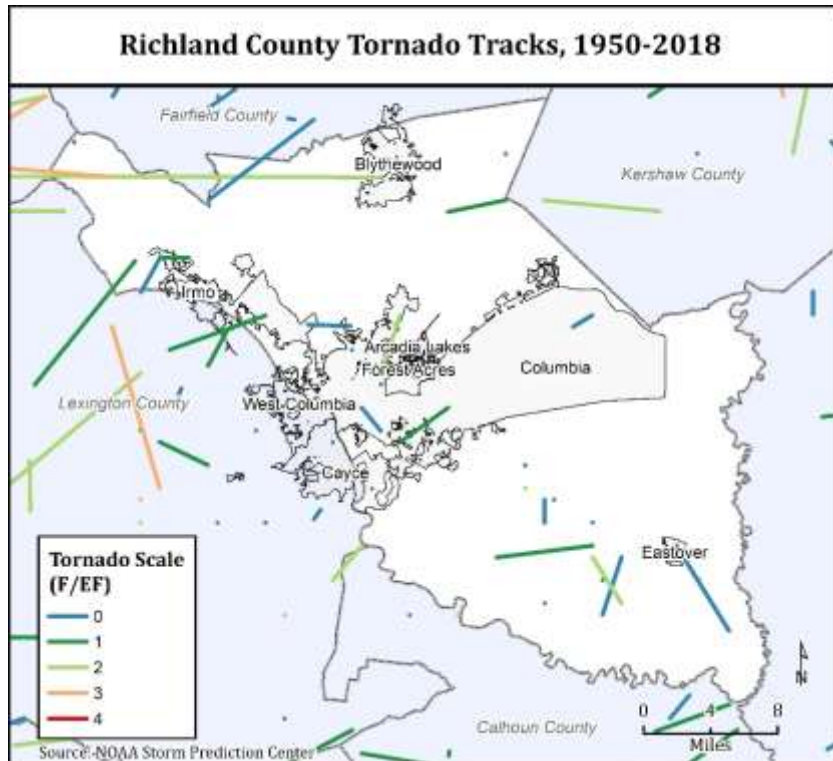 Richland County Tornado Tracks, 1950-2018
Fairfield County
Blythewood
Kershaw County
Irmo
Arcadia Lakes
Forest Acres
Columbia
Lexington County
West Columbia
Cayce
Eastover
Tornado Scale
(F/EF)
0
1
2
3
4
N
0 4 8
Miles
Calhoun County
Source: NOAA Storm Prediction Center